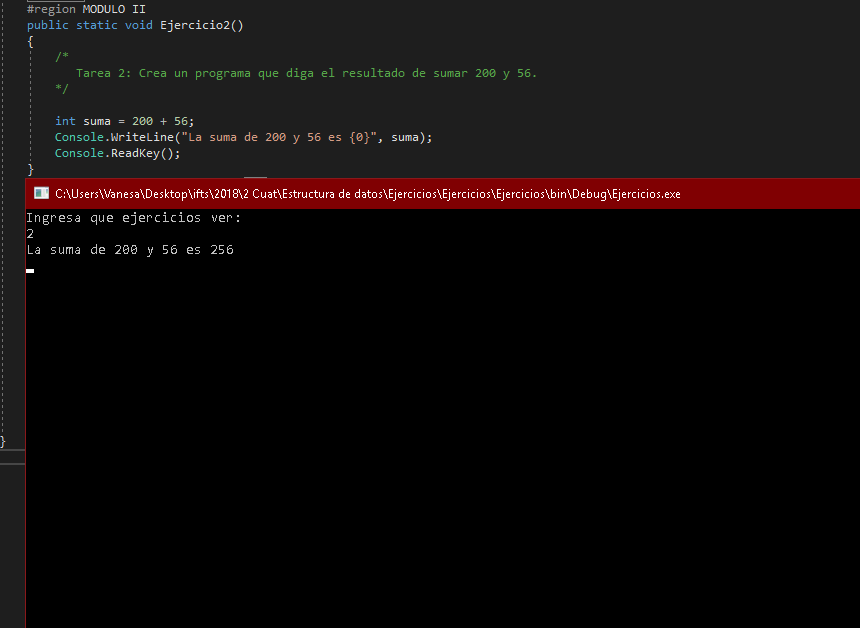 #region MODULO II
public static void Ejercicio2()
{
/*
Tarea 2: Crea un programa que diga el resultado de sumar 200 y 56.
*/
int suma = 200 + 56;
Console.WriteLine("La suma de 200 y 56 es {0}", suma);
Console.ReadKey();
}
C:\Users\Vanesa\Desktop\ifts\2018\2 Cuat\Estructura de datos\Ejercicios\Ejercicios\Ejercicios\bin\Debug\Ejercicios.exe
Ingresa que ejercicios ver:
2
La suma de 200 y 56 es 256
}